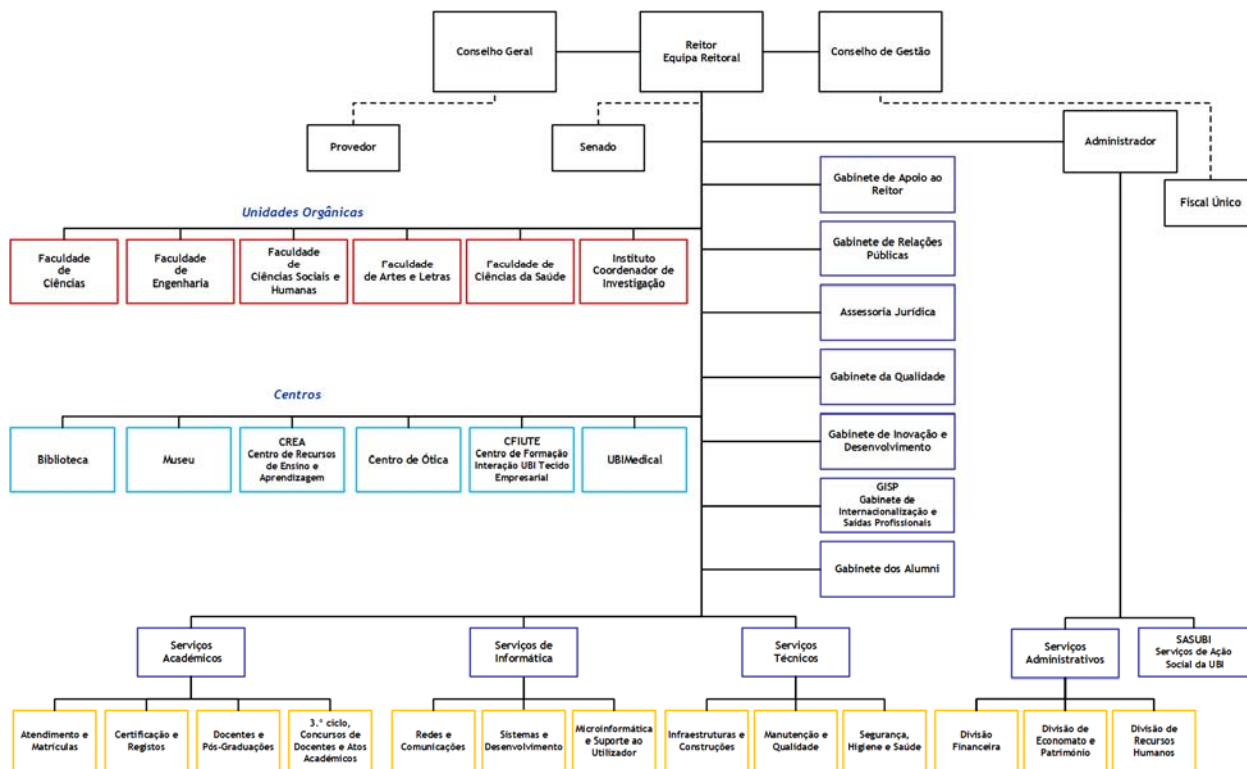 Conselho Geral
Reitor
Equipa Reitoral
Conselho de Gestão
Provedor
Senado
Administrador
Gabinete de Apoio ao
Reitor
Fiscal Único
Unidades Orgânicas
Faculdade
de
Ciências
Faculdade
de
Engenharia
Faculdade
de
Ciências Sociais e
Humanas
Faculdade
de Artes e Letras
Faculdade de
Ciências da Saúde
Instituto
Coordenador de
Investigação
Gabinete de Relações
Públicas
Assessoria Jurídica
Gabinete da Qualidade
Centros
Biblioteca
Museu
CREA
Centro de Recursos
de Ensino e
Aprendizagem
Centro de Ótica
CFIUTE
Centro de Formação
Interação UBI Tecido
Empresarial
UBIMedical
Gabinete de Inovação e
Desenvolvimento
GISP
Gabinete de
Internacionalização e
Saídas Profissionais
Gabinete dos Alumni
Serviços
Académicos
Serviços de
Informática
Serviços
Técnicos
Serviços
Administrativos
SASUBI
Serviços de Ação
Social da UBI
Atendimento e
Matrículas
Certificação e
Registos
Docentes e
Pós-Graduações
3.º ciclo,
Concursos de
Docentes e Atos
Académicos
Redes e
Comunicações
Sistemas e
Desenvolvimento
Microinformática
e Suporte ao
Utilizador
Infraestruturas e
Construções
Manutenção e
Qualidade
Segurança,
Higiene e Saúde
Divisão
Financeira
Divisão de
Economato e
Património
Divisão de
Recursos
Humanos